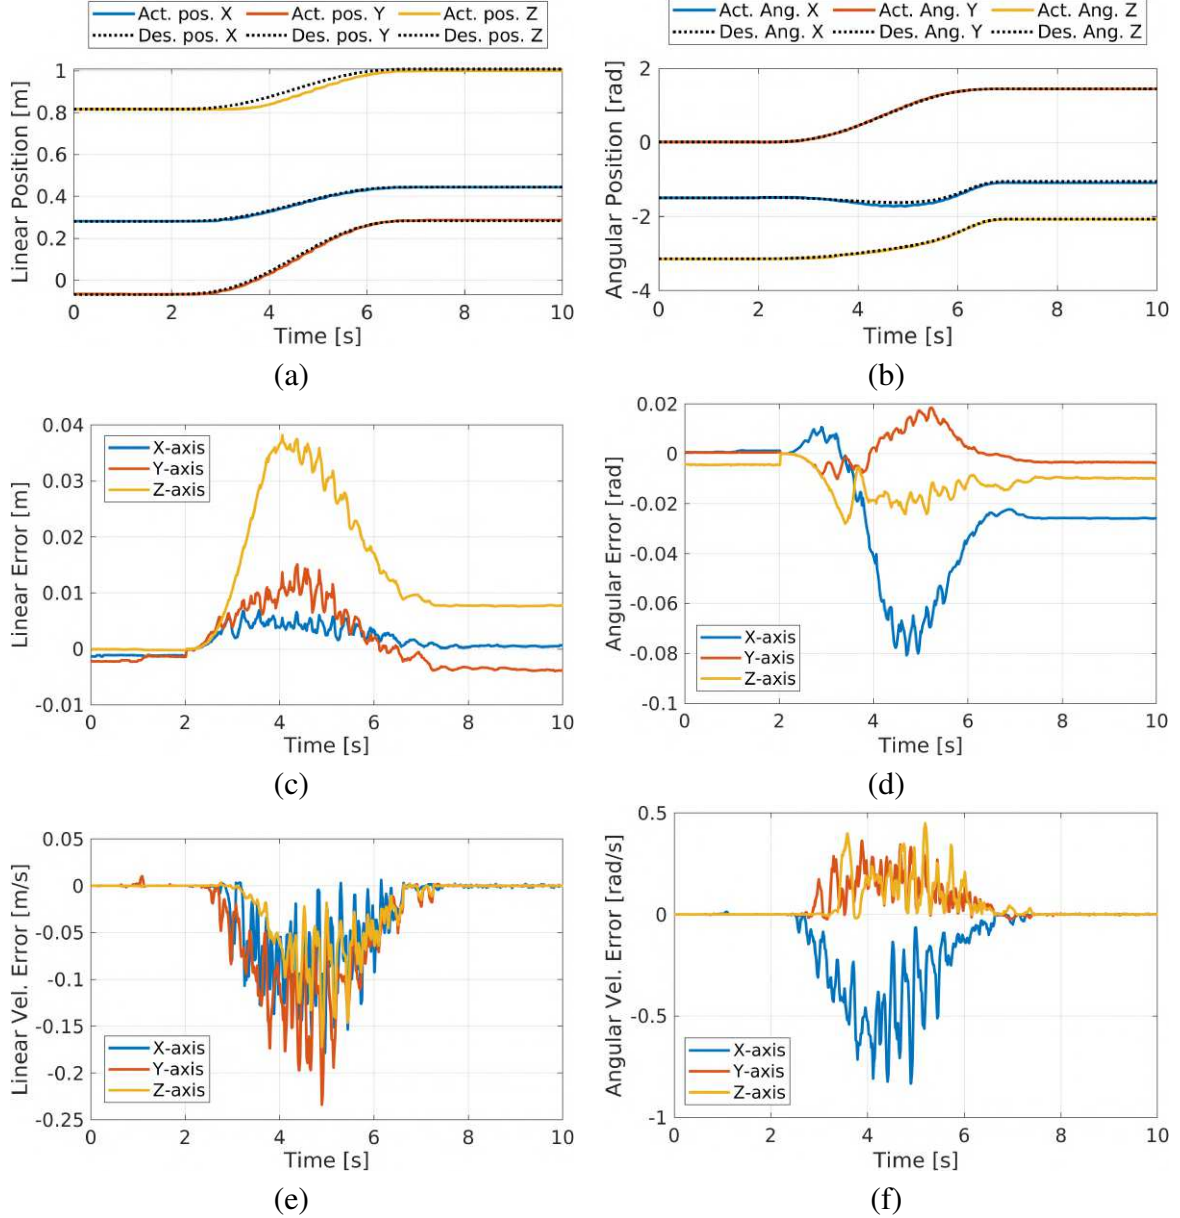 Act. pos. X Act. pos. Y Act. pos. Z
Des. pos. X Des. pos. Y Des. pos. Z
Linear Position [m]
1
0.8
0.6
0.4
0.2
0
0 2 4 6 8 10
Time [s]
(a)
Act. Ang. X Act. Ang. Y Act. Ang. Z
Des. Ang. X Des. Ang. Y Des. Ang. Z
Angular Position [rad]
2
0
-2
-4
0 2 4 6 8 10
Time [s]
(b)
Linear Error [m]
0.04
0.03
0.02
0.01
0
-0.01
X-axis
Y-axis
Z-axis
0 2 4 6 8 10
Time [s]
(c)
Angular Error [rad]
0.02
0
-0.02
-0.04
-0.06
-0.08
-0.1
X-axis
Y-axis
Z-axis
0 2 4 6 8 10
Time [s]
(d)
Linear Vel. Error [m/s]
0.05
0
-0.05
-0.1
-0.15
-0.2
-0.25
X-axis
Y-axis
Z-axis
0 2 4 6 8 10
Time [s]
(e)
Angular Vel. Error [rad/s]
0.5
0
-0.5
-1
X-axis
Y-axis
Z-axis
0 2 4 6 8 10
Time [s]
(f)